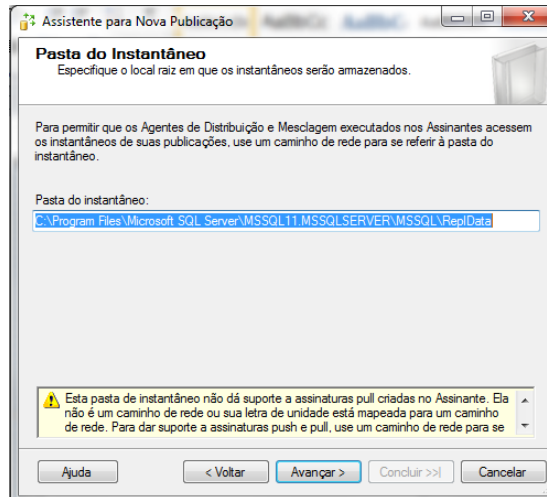 Assistente para Nova Publicação
Pasta do Instantâneo
Especifique o local raiz em que os instantâneos serão armazenados.
Para permitir que os Agentes de Distribuição e Mesclagem executados nos Assinantes acessem
os instantâneos de suas publicações, use um caminho de rede para se referir à pasta do
instantâneo.
Pasta do instantâneo:
C:\Program Files\Microsoft SQL Server\MSSQL11.MSSQLSERVER\MSSQL\ReplData
Esta pasta de instantâneo não dá suporte a assinaturas pull criadas no Assinante. Ela
não é um caminho de rede ou sua letra de unidade está mapeada para um caminho
de rede. Para dar suporte a assinaturas push e pull, use um caminho de rede para se
Ajuda
< Voltar
Avançar >
Concluir >>|
Cancelar